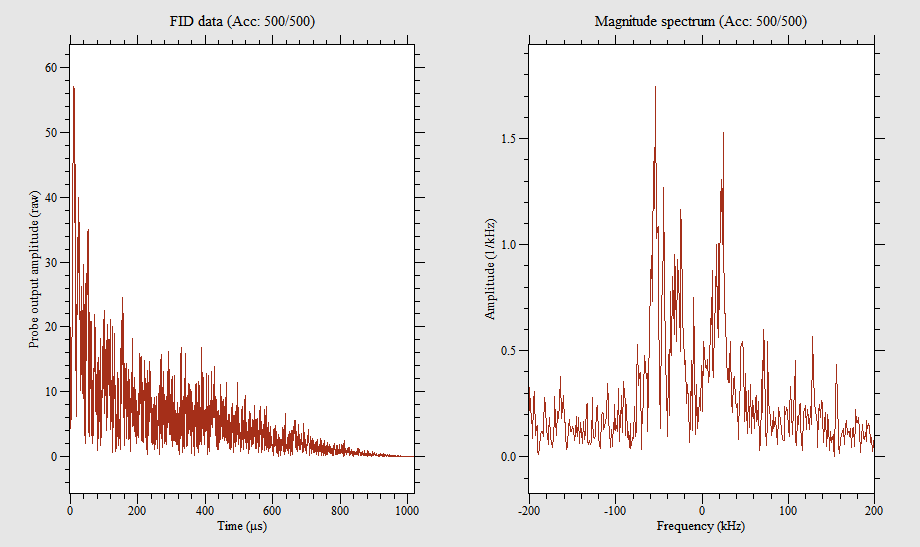 FID data (Acc: 500/500)
Probe output amplitude (raw)
60
50
40
30
20
10
0
0 200 400 600 800 1000
Time (µs)
Magnitude spectrum (Acc: 500/500)
Amplitude (1/kHz)
1.5
1.0
0.5
0.0
-200 -100 0 100 200
Frequency (kHz)